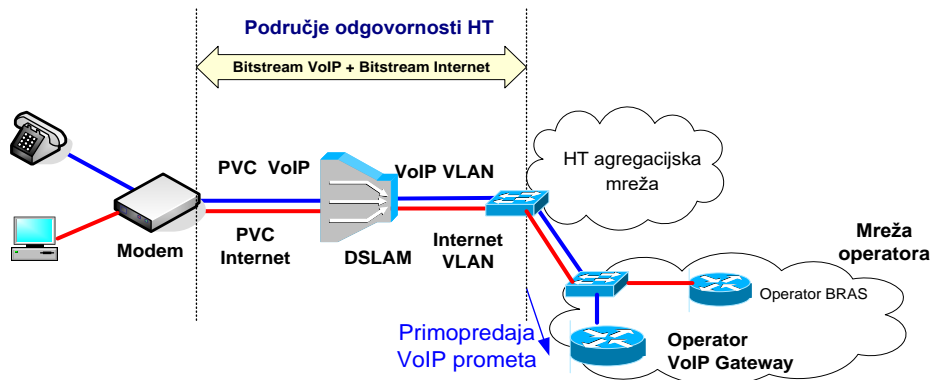 Područje odgovornosti HT
Bitstream VoIP + Bitstream Internet
HT agregacijska
mreža
PVC VoIP
VoIP VLAN
Modem
PVC
Internet
DSLAM
Internet
VLAN
Mreža
operatora
Operator BRAS
Primopredaja
VoIP prometa
Operator
VoIP Gateway